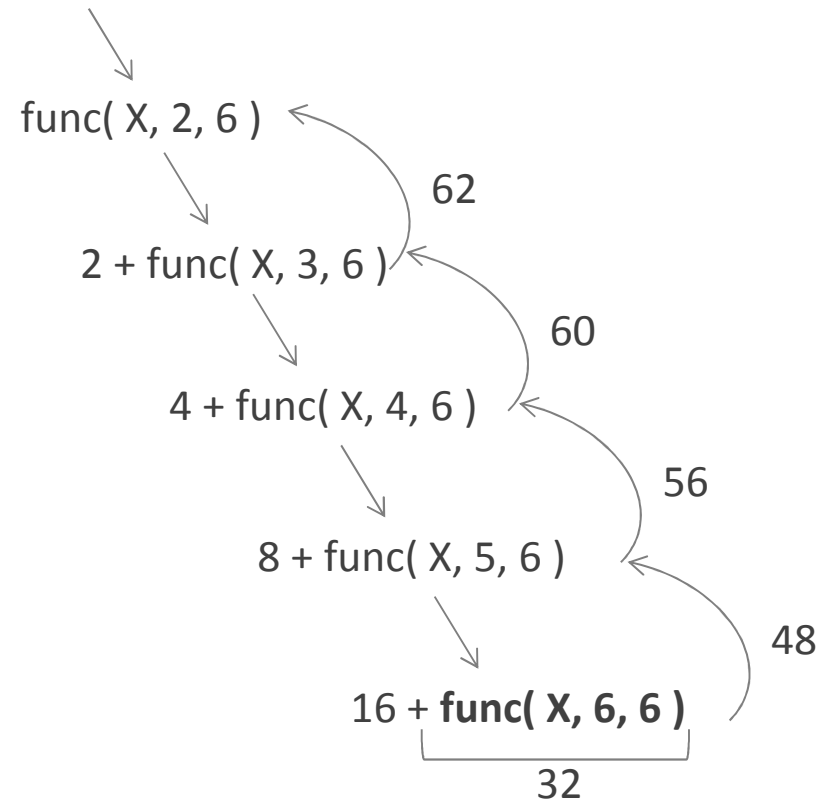 func( X, 2, 6 )
62
2 + func( X, 3, 6 )
60
4 + func( X, 4, 6 )
56
8 + func( X, 5, 6 )
48
16 + func( X, 6, 6 )
32